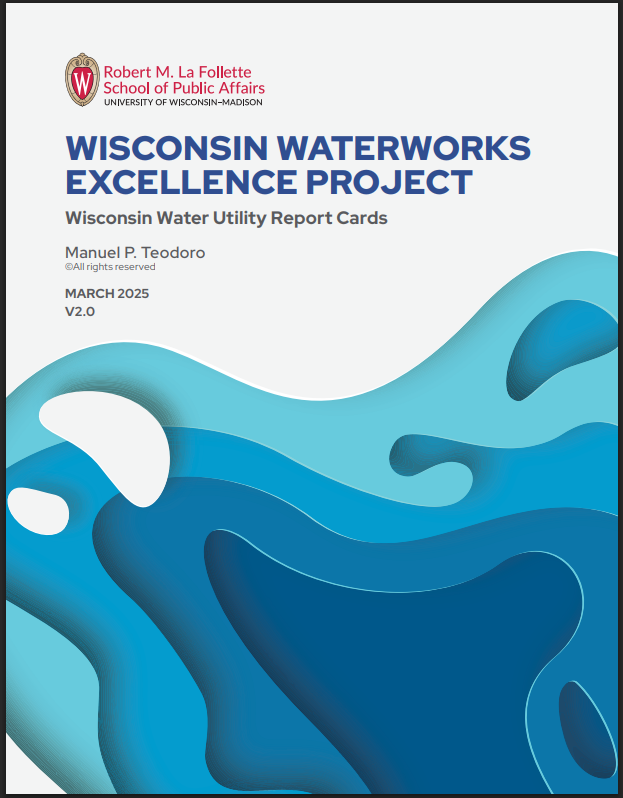 W
Robert M. La Follette
School of Public Affairs
UNIVERSITY OF WISCONSIN–MADISON
WISCONSIN WATERWORKS
EXCELLENCE PROJECT
Wisconsin Water Utility Report Cards
Manuel P. Teodoro
©All rights reserved
MARCH 2025
V2.0